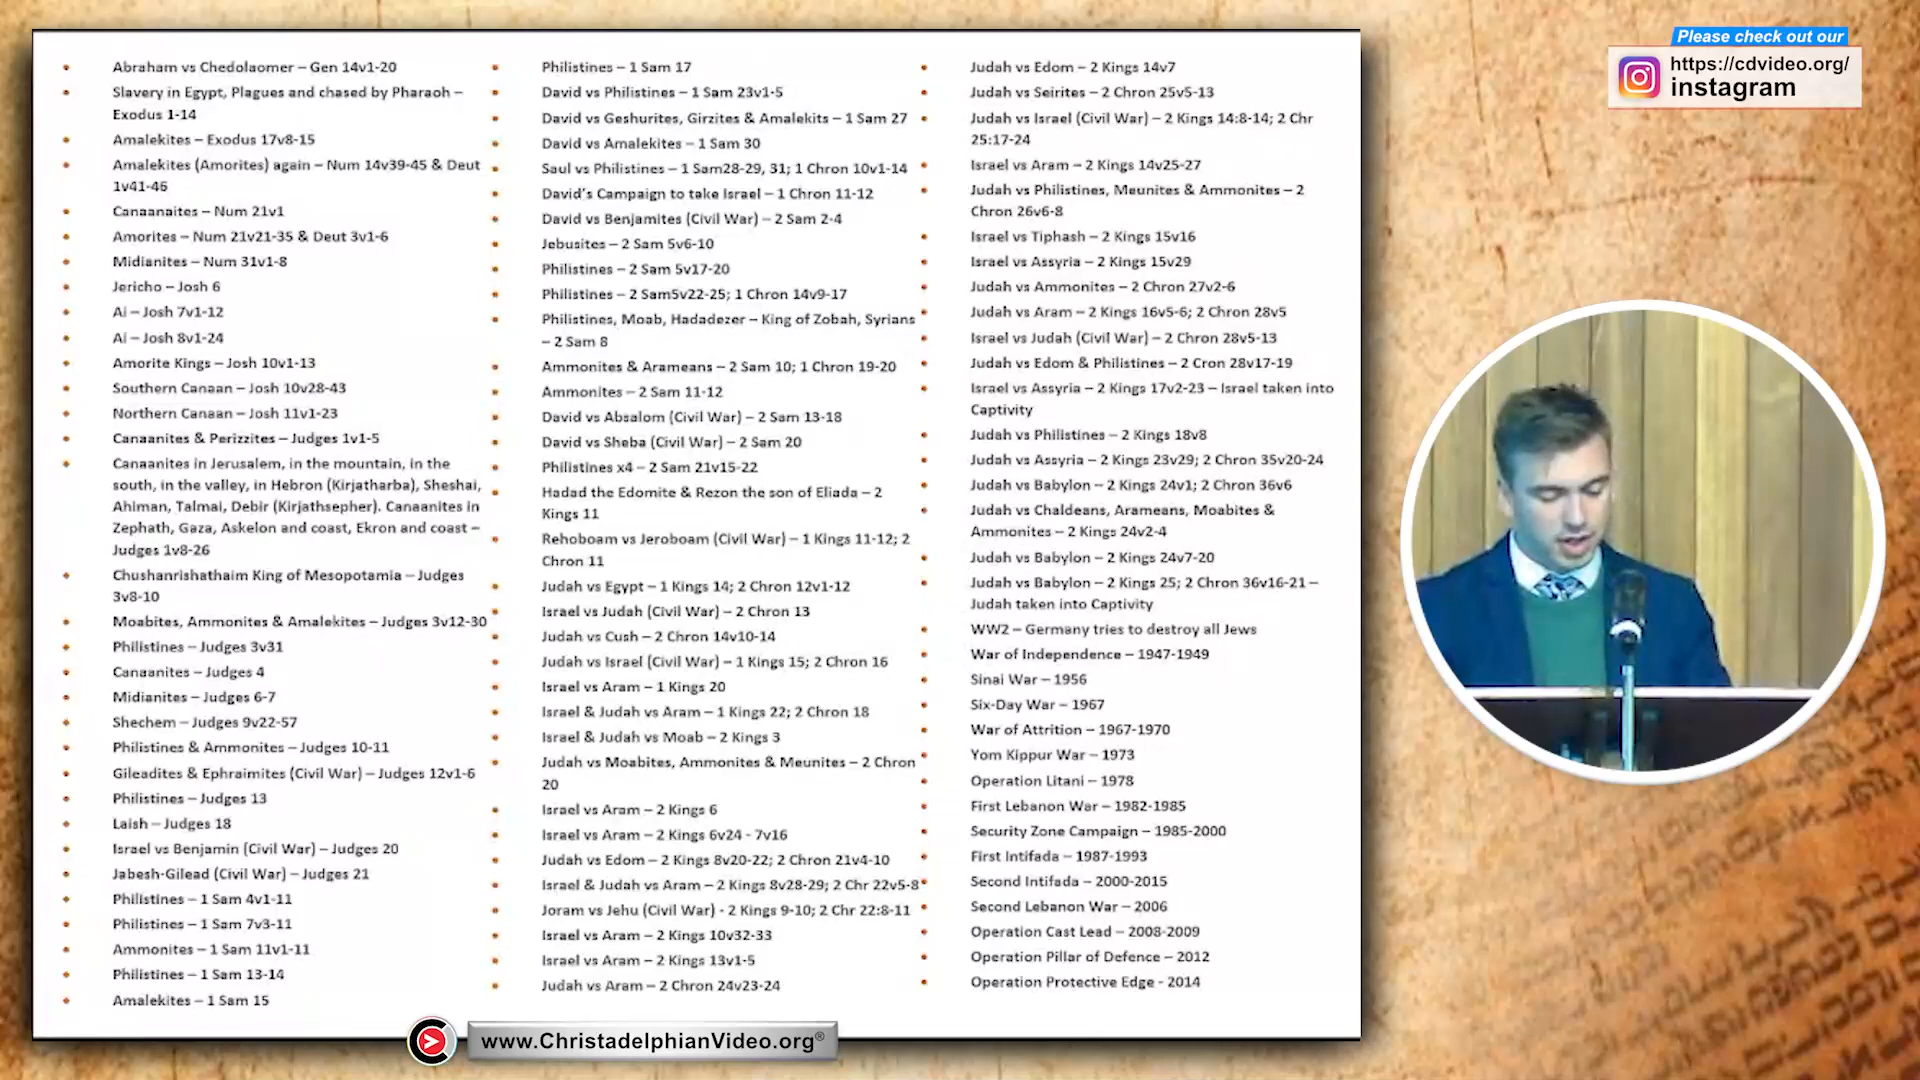 Abraham vs Chedolaomer – Gen 14v1-20
Slavery in Egypt, Plagues and chased by Pharaoh –
Exodus 1-14
Amalekites – Exodus 17v8-15
Amalekites (Amorites) again – Num 14v39-45 & Deut
1v41-46
Canaanaites – Num 21v1
Amorites – Num 21v21-35 & Deut 3v1-6
Midianites – Num 31v1-8
Jericho – Josh 6
Ai – Josh 7v1-12
Ai – Josh 8v1-24
Amorite Kings – Josh 10v1-13
Southern Canaan – Josh 10v28-43
Northern Canaan – Josh 11v1-23
Canaanites & Perizzites – Judges 1v1-5
Canaanites in Jerusalem, in the mountain, in the
south, in the valley, in Hebron (Kirjatharba), Sheshai,
Ahiman, Talmai, Debir (Kirjathsepher). Canaanites in
Zephath, Gaza, Askelon and coast, Ekron and coast –
Judges 1v8-26
Chushanrishathaim King of Mesopotamia – Judges
3v8-10
Moabites, Ammonites & Amalekites – Judges 3v12-30
Philistines – Judges 3v31
Canaanites – Judges 4
Midianites – Judges 6-7
Shechem – Judges 9v22-57
Philistines & Ammonites – Judges 10-11
Gileadites & Ephraimites (Civil War) – Judges 12v1-6
Philistines – Judges 13
Laish – Judges 18
Israel vs Benjamin (Civil War) – Judges 20
Jabesh-Gilead (Civil War) – Judges 21
Philistines – 1 Sam 4v1-11
Philistines – 1 Sam 7v3-11
Ammonites – 1 Sam 11v1-11
Philistines – 1 Sam 13-14
Amalekites – 1 Sam 15
Philistines – 1 Sam 17
David vs Philistines – 1 Sam 23v1-5
David vs Geshurites, Girzites & Amalekits – 1 Sam 27
David vs Amalekites – 1 Sam 30
Saul vs Philistines – 1 Sam28-29, 31; 1 Chron 10v1-14
David's Campaign to take Israel – 1 Chron 11-12
David vs Benjamites (Civil War) – 2 Sam 2-4
Jebusites – 2 Sam 5v6-10
Philistines – 2 Sam 5v17-20
Philistines – 2 Sam5v22-25; 1 Chron 14v9-17
Philistines, Moab, Hadadezer – King of Zobah, Syrians
– 2 Sam 8
Ammonites & Arameans – 2 Sam 10; 1 Chron 19-20
Ammonites – 2 Sam 11-12
David vs Absalom (Civil War) – 2 Sam 13-18
David vs Sheba (Civil War) – 2 Sam 20
Philistines x4 – 2 Sam 21v15-22
Hadad the Edomite & Rezon the son of Eliada – 2
Kings 11
Rehoboam vs Jeroboam (Civil War) – 1 Kings 11-12; 2
Chron 11
Judah vs Egypt – 1 Kings 14; 2 Chron 12v1-12
Israel vs Judah (Civil War) – 2 Chron 13
Judah vs Cush – 2 Chron 14v10-14
Judah vs Israel (Civil War) – 1 Kings 15; 2 Chron 16
Israel vs Aram – 1 Kings 20
Israel & Judah vs Aram – 1 Kings 22; 2 Chron 18
Israel & Judah vs Moab – 2 Kings 3
Judah vs Moabites, Ammonites & Meunites – 2 Chron
20
Israel vs Aram – 2 Kings 6
Israel vs Aram – 2 Kings 6v24 - 7v16
Judah vs Edom – 2 Kings 8v20-22; 2 Chron 21v4-10
Israel & Judah vs Aram – 2 Kings 8v28-29; 2 Chr 22v5-8
Joram vs Jehu (Civil War) - 2 Kings 9-10; 2 Chr 22:8-11
Israel vs Aram – 2 Kings 10v32-33
Israel vs Aram – 2 Kings 13v1-5
Judah vs Aram – 2 Chron 24v23-24
Judah vs Edom – 2 Kings 14v7
Judah vs Seirites – 2 Chron 25v5-13
Judah vs Israel (Civil War) – 2 Kings 14:8-14; 2 Chr
25:17-24
Israel vs Aram – 2 Kings 14v25-27
Judah vs Philistines, Meunites & Ammonites – 2
Chron 26v6-8
Israel vs Tiphash – 2 Kings 15v16
Israel vs Assyria – 2 Kings 15v29
Judah vs Ammonites – 2 Chron 27v2-6
Judah vs Aram – 2 Kings 16v5-6; 2 Chron 28v5
Israel vs Judah (Civil War) – 2 Chron 28v5-13
Judah vs Edom & Philistines – 2 Cron 28v17-19
Israel vs Assyria – 2 Kings 17v2-23 – Israel taken into
Captivity
Judah vs Philistines – 2 Kings 18v8
Judah vs Assyria – 2 Kings 23v29; 2 Chron 35v20-24
Judah vs Babylon – 2 Kings 24v1; 2 Chron 36v6
Judah vs Chaldeans, Arameans, Moabites &
Ammonites – 2 Kings 24v2-4
Judah vs Babylon – 2 Kings 24v7-20
Judah vs Babylon – 2 Kings 25; 2 Chron 36v16-21 –
Judah taken into Captivity
WW2 – Germany tries to destroy all Jews
War of Independence – 1947-1949
Sinai War – 1956
Six-Day War – 1967
War of Attrition – 1967-1970
Yom Kippur War – 1973
Operation Litani – 1978
First Lebanon War – 1982-1985
Security Zone Campaign – 1985-2000
First Intifada – 1987-1993
Second Intifada – 2000-2015
Second Lebanon War – 2006
Operation Cast Lead – 2008-2009
Operation Pillar of Defence – 2012
Operation Protective Edge - 2014
Please check out our
https://cdvideo.org/
instagram
www.ChristadelphianVideo.org®